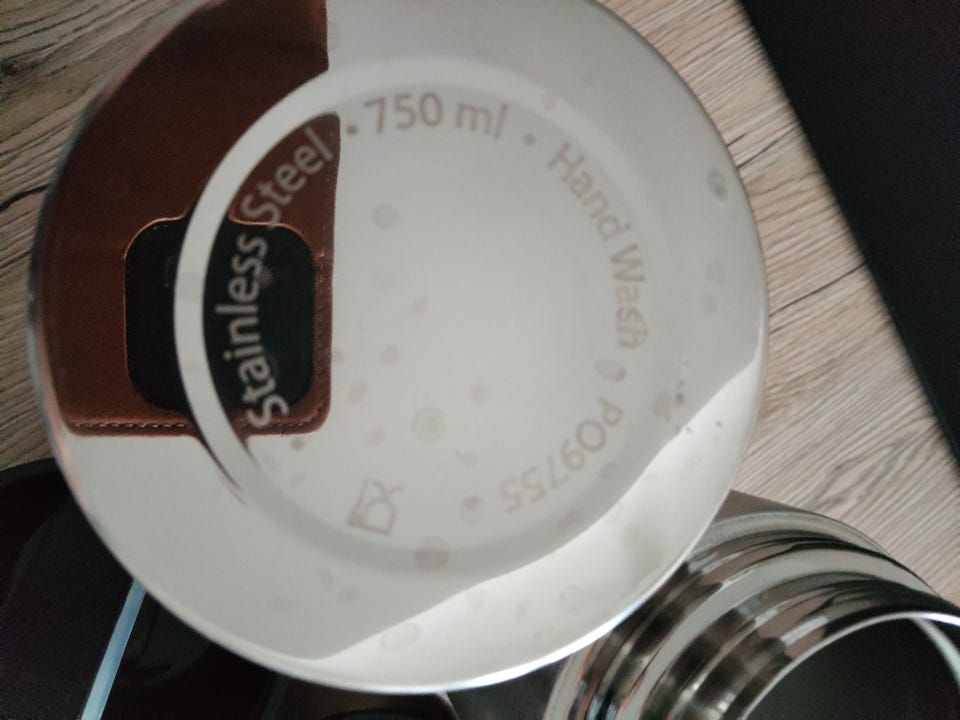 Stainless Steel • 750 ml • Hand Wash
PO9755